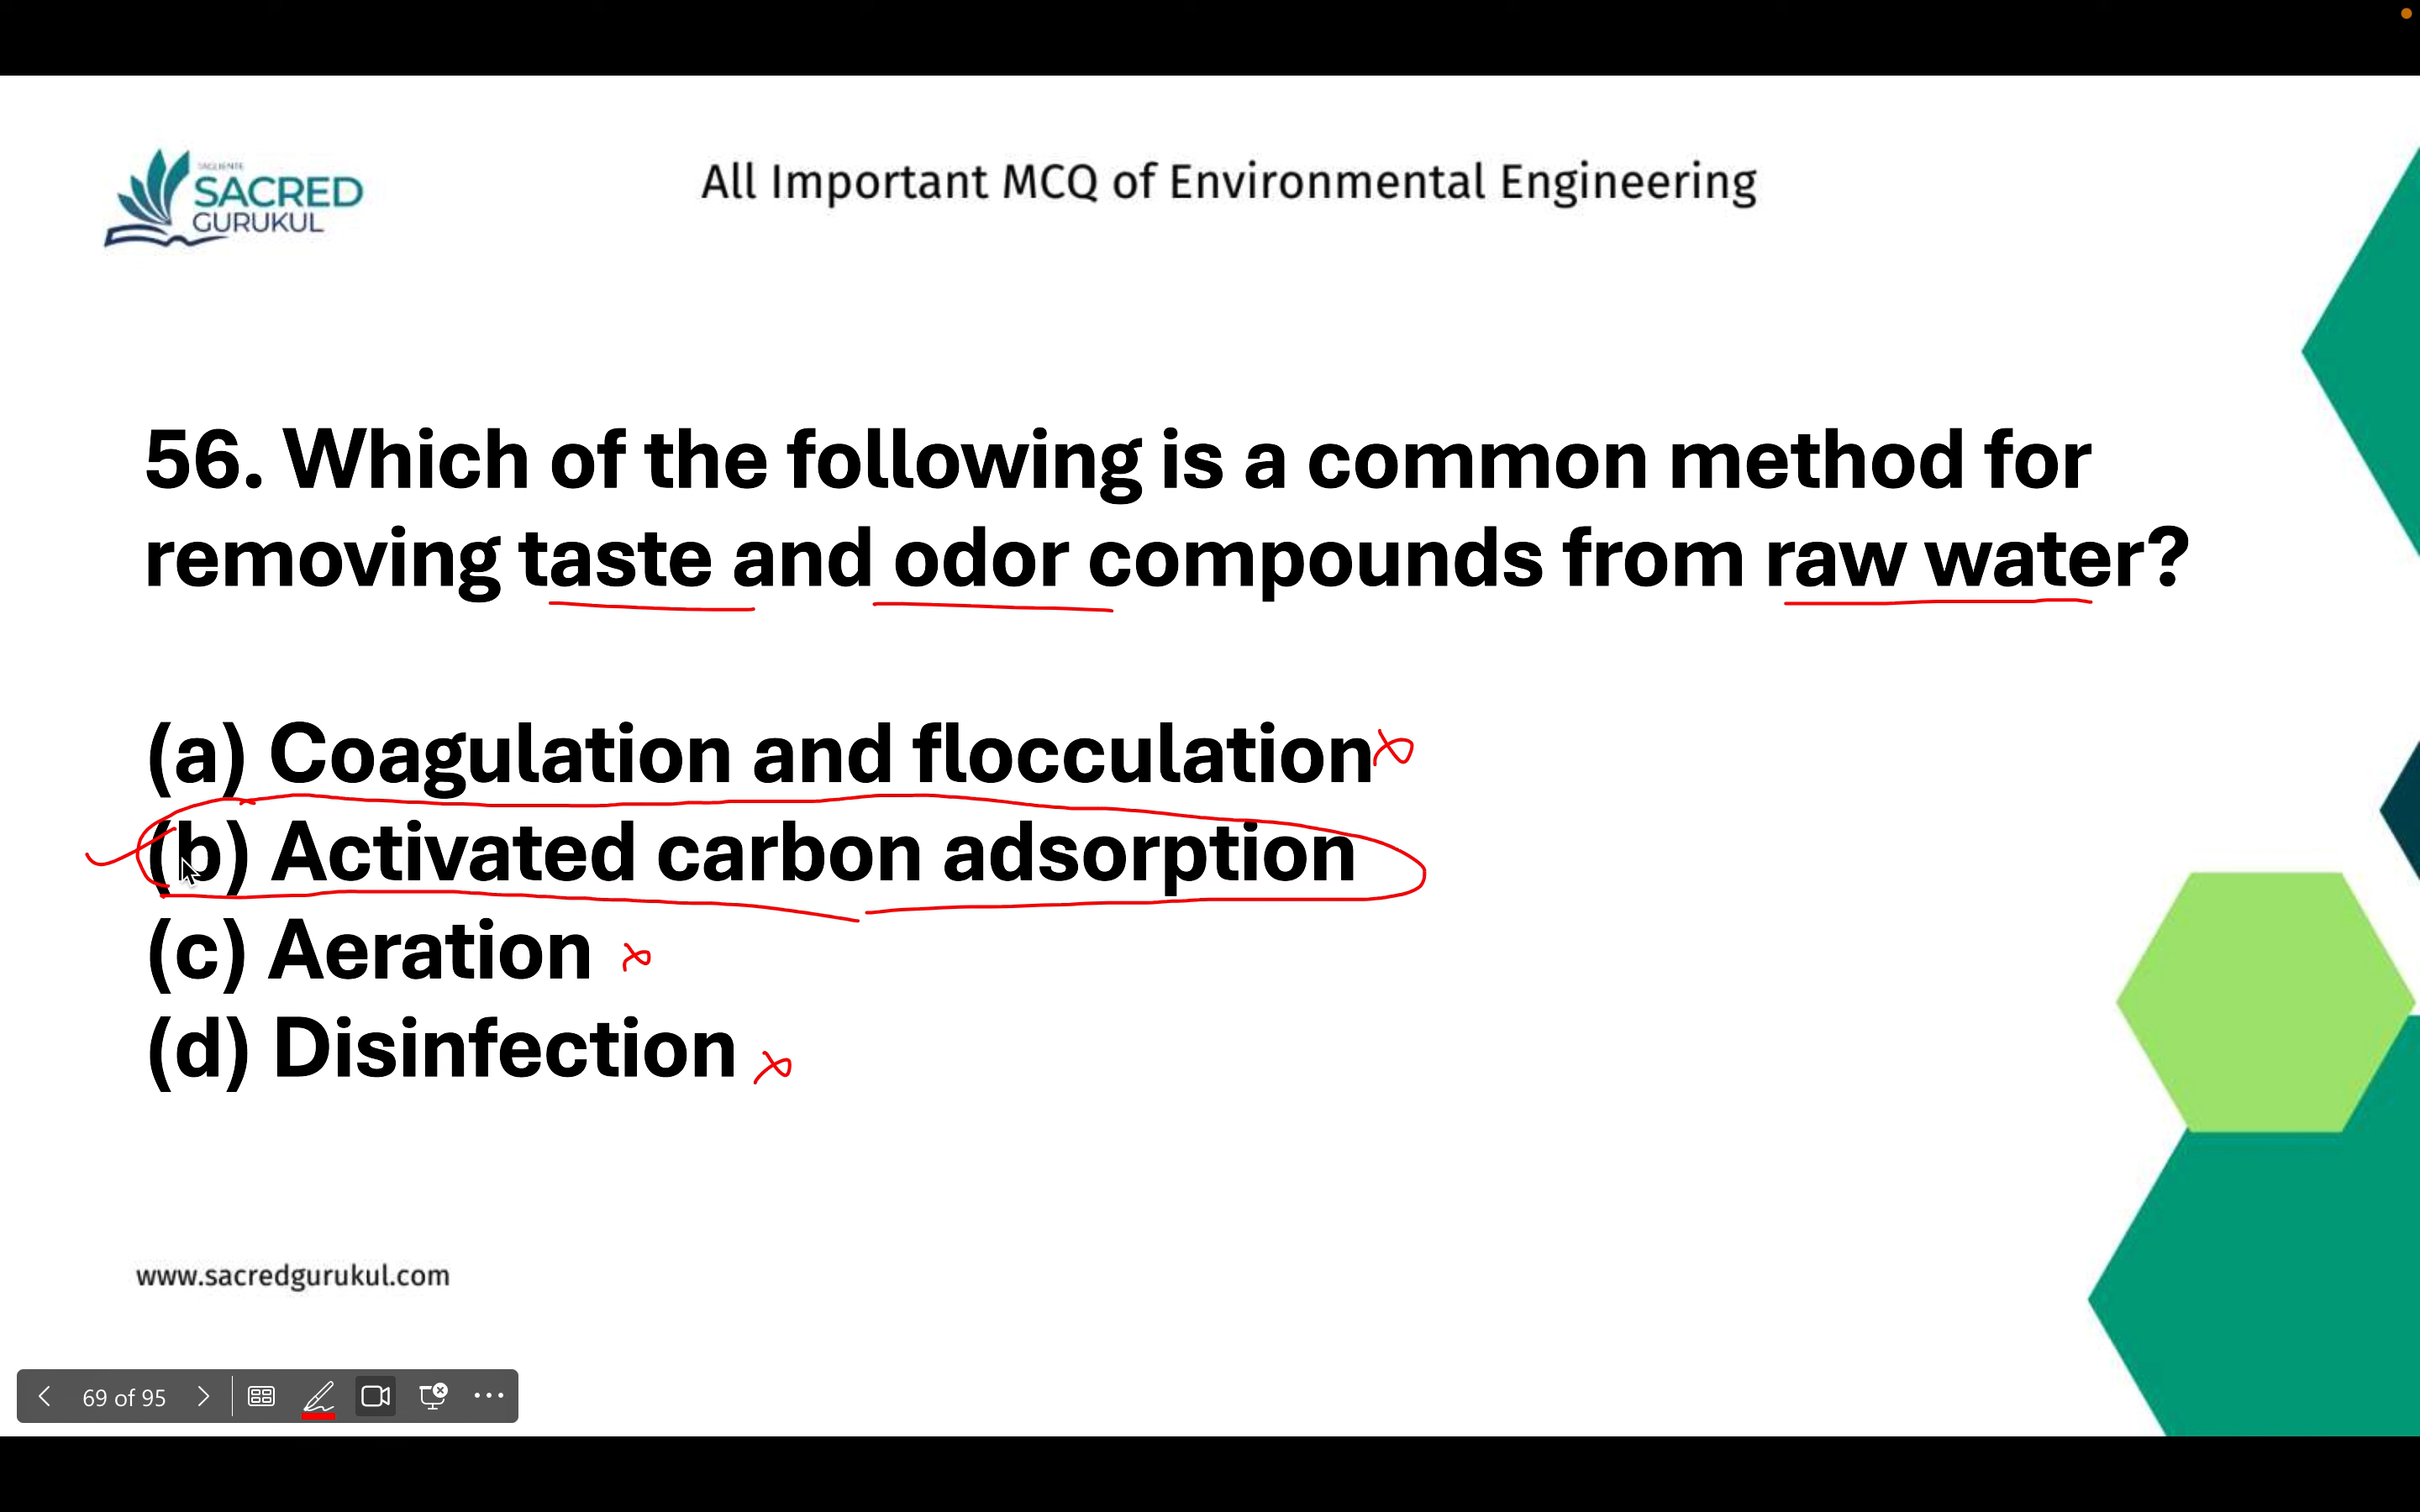 TAGLIENTE
SACRED
GURUKUL
All Important MCQ of Environmental Engineering
56. Which of the following is a common method for
removing taste and odor compounds from raw water?
(a) Coagulation and flocculation
(b) Activated carbon adsorption
(c) Aeration
(d) Disinfection
www.sacredgurukul.com
69 of 95